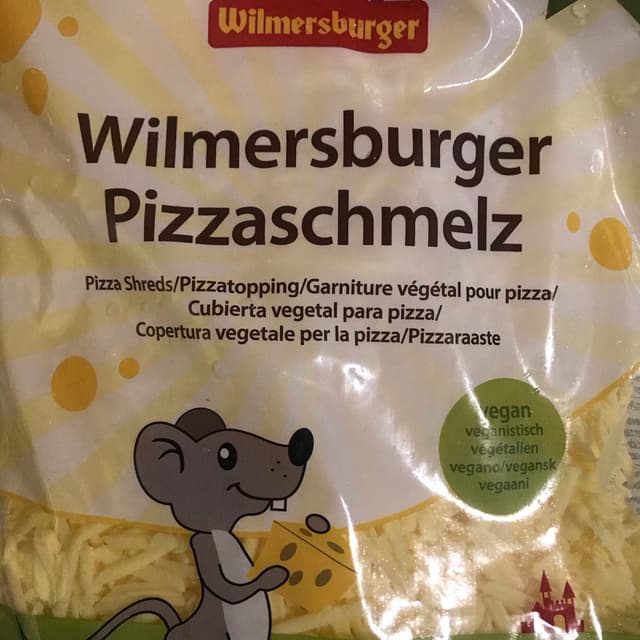 Wilmersburger
Wilmersburger
Pizzaschmelz
Pizza Shreds/Pizzatopping/Garniture végétal pour pizza/
Cubierta vegetal para pizza/
Copertura vegetale per la pizza/Pizzaraaste
vegan
veganistisch
végétalien
vegano/vegansk
vegaani